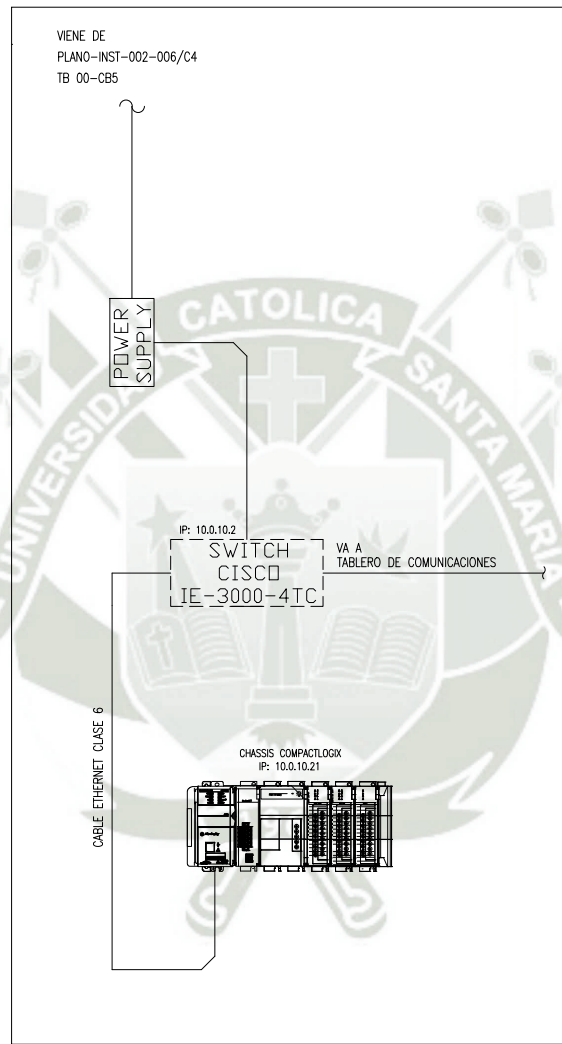 VIENE DE
PLANO-INST-002-006/C4
TB 00-CB5
POWER
SUPPLY
UNIVERSIDAD CATOLICA SANTA MARIA
IP: 10.0.10.2
SWITCH
CISCO
IE-3000-4TC
VA A
TABLERO DE COMUNICACIONES
CABLE ETHERNET CLASE 6
CHASSIS COMPACTLOGIX
IP: 10.0.10.21